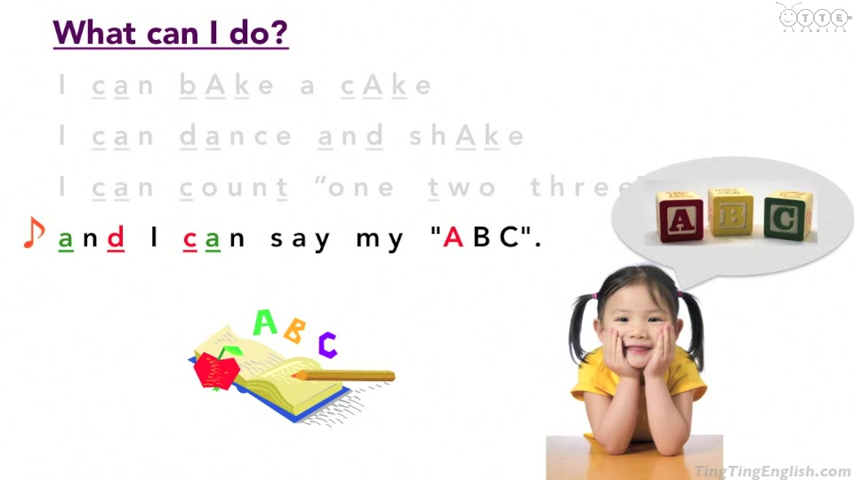 What can I do?
TTE
I can bAke a cAke
I can dance and shAke
I can count "one two three"
and I can say my "ABC".
A B C
A B C
TingTingEnglish.com